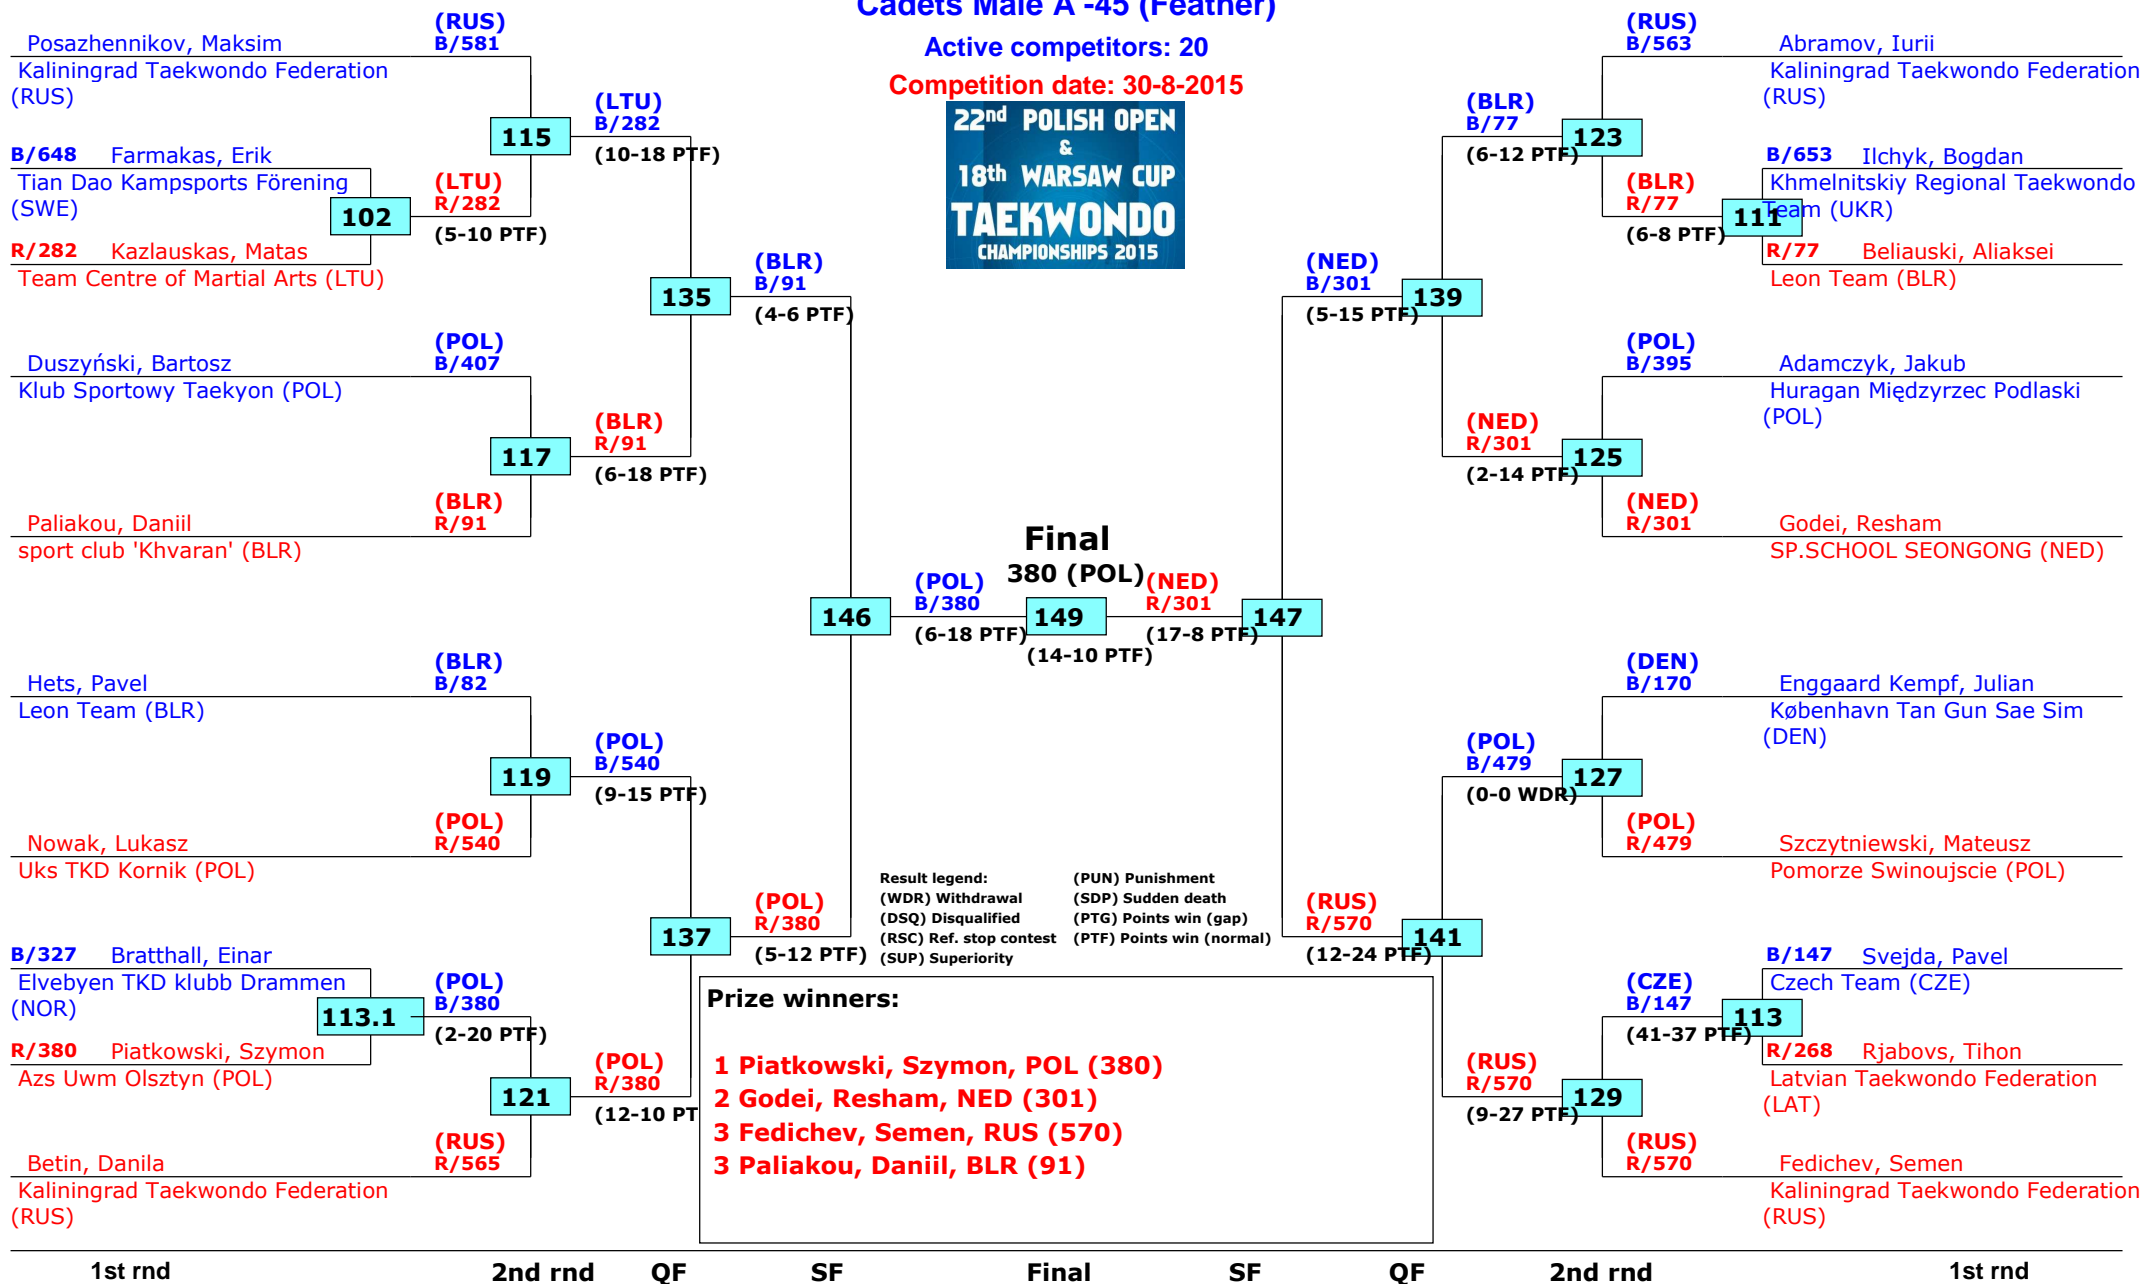 Cadets Male A -45 (Feather)
Active competitors: 20
Competition date: 30-8-2015
22nd POLISH OPEN
&
18th WARSAW CUP
TAEKWONDO
CHAMPIONSHIPS 2015
Posazhennikov, Maksim
Kaliningrad Taekwondo Federation
(RUS)
(RUS)
B/581
B/648 Farmakas, Erik
Tian Dao Kampsports Förening
(SWE)
102
R/282 Kazlauskas, Matas
Team Centre of Martial Arts (LTU)
(LTU)
R/282
(5-10 PTF)
115
(LTU)
B/282
(10-18 PTF)
Duszyński, Bartosz
Klub Sportowy Taekyon (POL)
(POL)
B/407
117
Paliakou, Daniil
sport club 'Khvaran' (BLR)
(BLR)
R/91
(BLR)
R/91
(6-18 PTF)
135
(BLR)
B/91
(4-6 PTF)
Hets, Pavel
Leon Team (BLR)
(BLR)
B/82
119
Nowak, Lukasz
Uks TKD Kornik (POL)
(POL)
R/540
(POL)
B/540
(9-15 PTF)
B/327 Bratthall, Einar
Elvebyen TKD klubb Drammen
(NOR)
113.1
R/380 Piatkowski, Szymon
Azs Uwm Olsztyn (POL)
(POL)
B/380
(2-20 PTF)
121
Betin, Danila
Kaliningrad Taekwondo Federation
(RUS)
(RUS)
R/565
(POL)
R/380
(12-10 PT
137
(POL)
R/380
(5-12 PTF)
146
(POL)
B/380
(6-18 PTF)
Final
380 (POL)
149
(14-10 PTF)
(NED)
R/301
(17-8 PTF)
147
(NED)
B/301
(5-15 PTF)
139
(BLR)
B/77
(6-12 PTF)
123
(RUS)
B/563
Abramov, Iurii
Kaliningrad Taekwondo Federation
(RUS)
(BLR)
R/77
(6-8 PTF)
111
B/653 Ilchyk, Bogdan
Khmelnitskiy Regional Taekwondo
Team (UKR)
R/77 Beliauski, Aliaksei
Leon Team (BLR)
(NED)
R/301
(2-14 PTF)
125
(POL)
B/395
Adamczyk, Jakub
Huragan Międzyrzec Podlaski
(POL)
(NED)
R/301
Godei, Resham
SP.SCHOOL SEONGONG (NED)
(RUS)
R/570
(12-24 PTF)
141
(POL)
B/479
(0-0 WDR)
127
(DEN)
B/170
Enggaard Kempf, Julian
København Tan Gun Sae Sim
(DEN)
(POL)
R/479
Szczytniewski, Mateusz
Pomorze Swinoujscie (POL)
(RUS)
R/570
(9-27 PTF)
129
(CZE)
B/147
(41-37 PTF)
113
B/147 Svejda, Pavel
Czech Team (CZE)
R/268 Rjabovs, Tihon
Latvian Taekwondo Federation
(LAT)
(RUS)
R/570
Fedichev, Semen
Kaliningrad Taekwondo Federation
(RUS)
Result legend: (PUN) Punishment
(WDR) Withdrawal (SDP) Sudden death
(DSQ) Disqualified (PTG) Points win (gap)
(RSC) Ref. stop contest (PTF) Points win (normal)
(SUP) Superiority
Prize winners:
1 Piatkowski, Szymon, POL (380)
2 Godei, Resham, NED (301)
3 Fedichev, Semen, RUS (570)
3 Paliakou, Daniil, BLR (91)
1st rnd 2nd rnd QF SF Final SF QF 2nd rnd 1st rnd